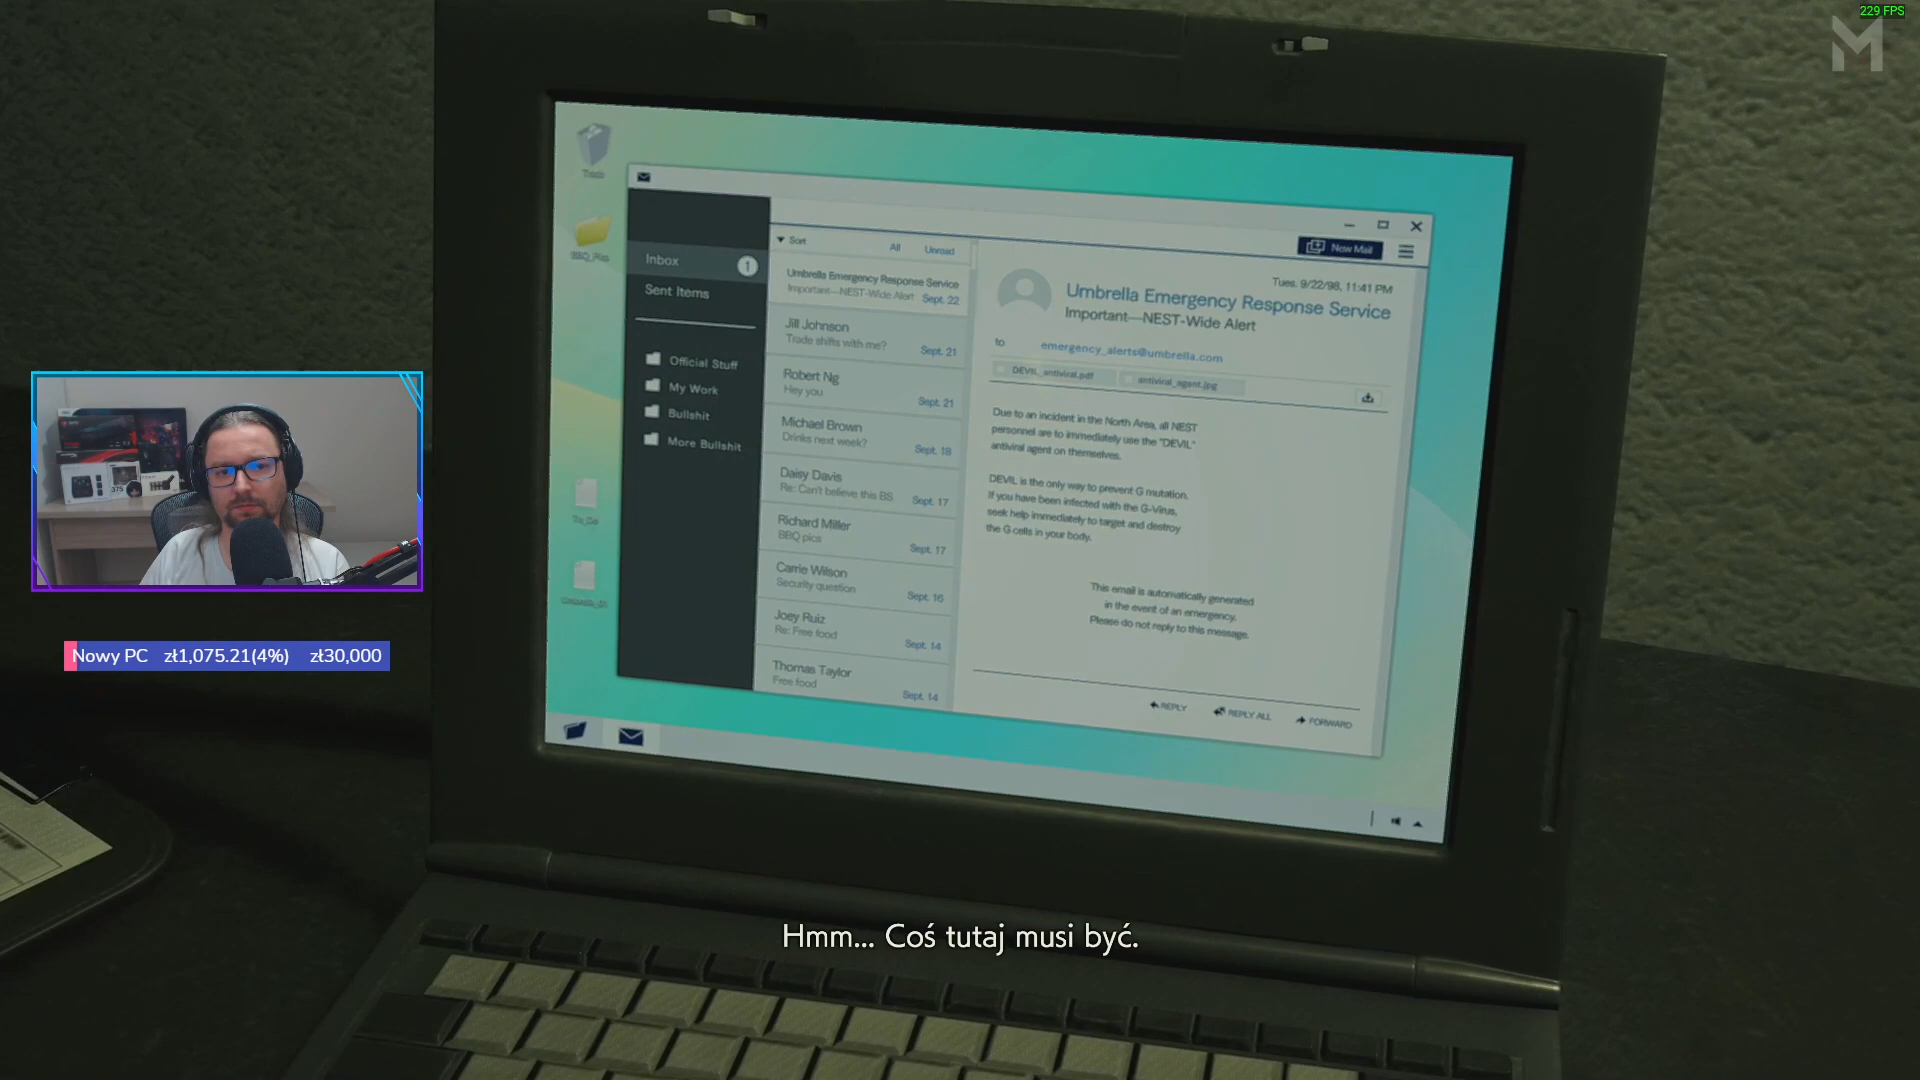 229 FPS
Trash
BBQ_Pics
To_Do
Inbox
1
Sent Items
Official Stuff
My Work
Bullshit
More Bullshit
Sort
All
Unread
Umbrella Emergency Response Service
Important—NEST-Wide Alert
Sept. 22
Jill Johnson
Trade shifts with me?
Sept. 21
Robert Ng
Hey you
Sept. 21
Michael Brown
Drinks next week?
Sept. 18
Daisy Davis
Re: Can't believe this BS
Sept. 17
Richard Miller
BBQ pics
Sept. 17
Carrie Wilson
Security question
Sept. 16
Joey Ruiz
Re: Free food
Sept. 14
Thomas Taylor
Free food
Sept. 14
New Mail
Tues. 9/22/98, 11:41 PM
Umbrella Emergency Response Service
Important—NEST-Wide Alert
to
emergency_alerts@umbrella.com
DEVIL_antiviral.pdf
antiviral_agent.jpg
Due to an incident in the North Area, all NEST
personnel are to immediately use the "DEVIL"
antiviral agent on themselves.
DEVIL is the only way to prevent G mutation.
If you have been infected with the G-Virus,
seek help immediately to target and destroy
the G cells in your body.
This email is automatically generated
in the event of an emergency.
Please do not reply to this message.
REPLY
REPLY ALL
FORWARD
375
Nowy PC zł1,075.21(4%) zł30,000
Hmm... Coś tutaj musi być.